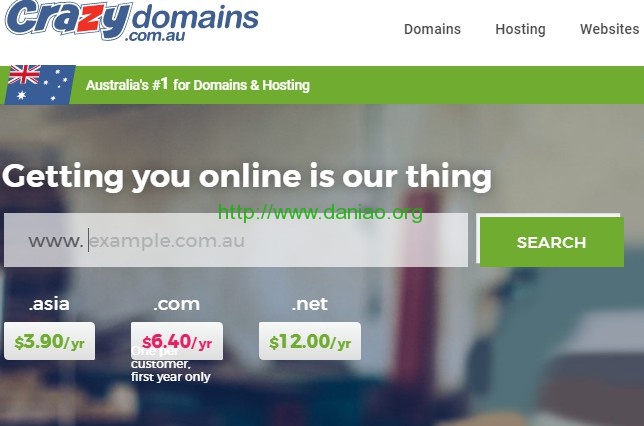 Crazy domains
.com.au
Domains Hosting Websites
Australia's #1 for Domains & Hosting
Getting you online is our thing
http://www.daniao.org
www. example.com.au
SEARCH
.asia .com .net
$3.90/yr $6.40/yr $12.00/yr
One per
customer.
first year only